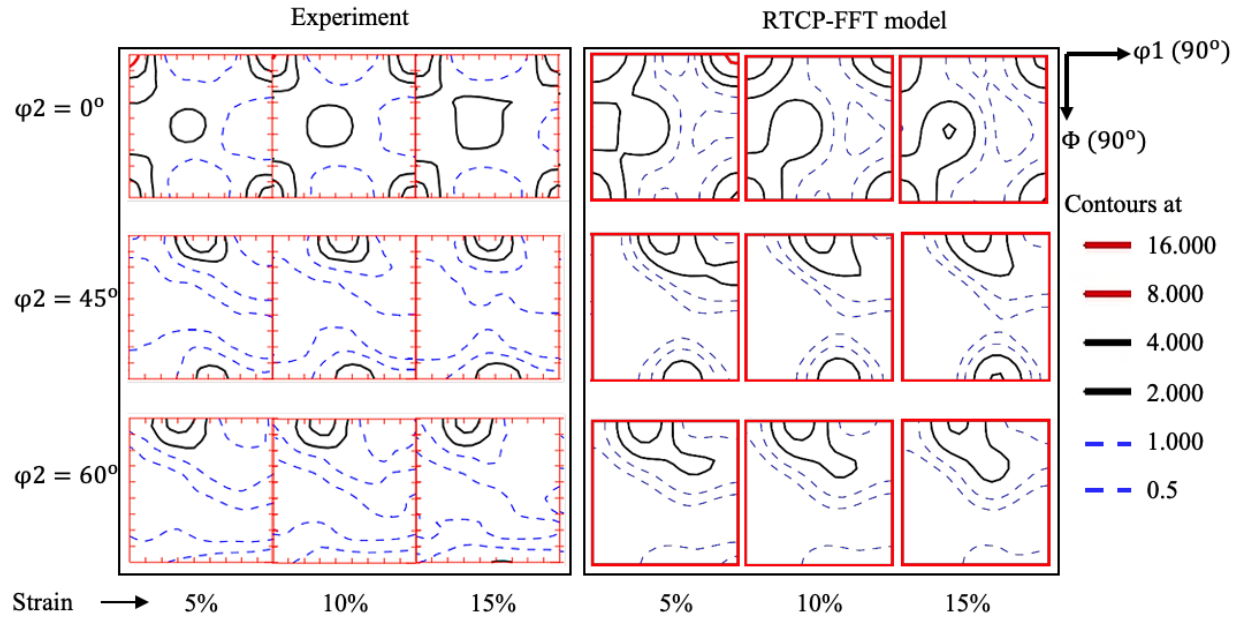 Experiment
RTCP-FFT model
φ1 (90°)
φ2 = 0°
Φ (90°)
Contours at
16.000
φ2 = 45°
8.000
4.000
2.000
1.000
φ2 = 60°
0.5
Strain
5%
10%
15%
5%
10%
15%